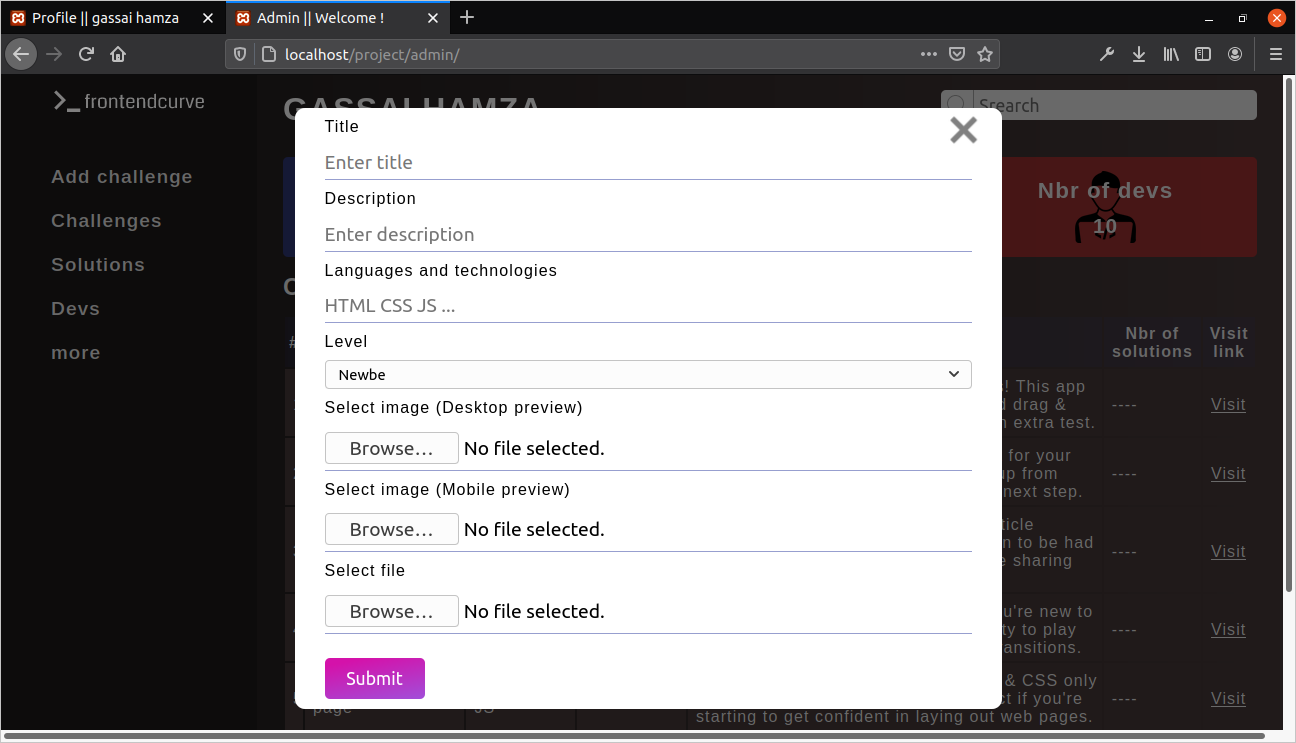 Profile || gassai hamza
Admin || Welcome !
localhost/project/admin/
frontendcurve
GASSAI HAMZA
Srearch
Add challenge
Challenges
Solutions
Devs
more
Nbr of devs
10
Title
Enter title
Description
Enter description
Languages and technologies
HTML CSS JS ...
Level
Newbe
Select image (Desktop preview)
Browse... No file selected.
Select image (Mobile preview)
Browse... No file selected.
Select file
Browse... No file selected.
Submit
#
Nbr of
solutions
Visit
link
! This app
drag &
extra test.
----
Visit
for your
up from
next step.
----
Visit
to be had
sharing
----
Visit
you're new to
to play
----
Visit
& CSS only
if you're
starting to get confident in laying out web pages.
----
Visit
page
JS